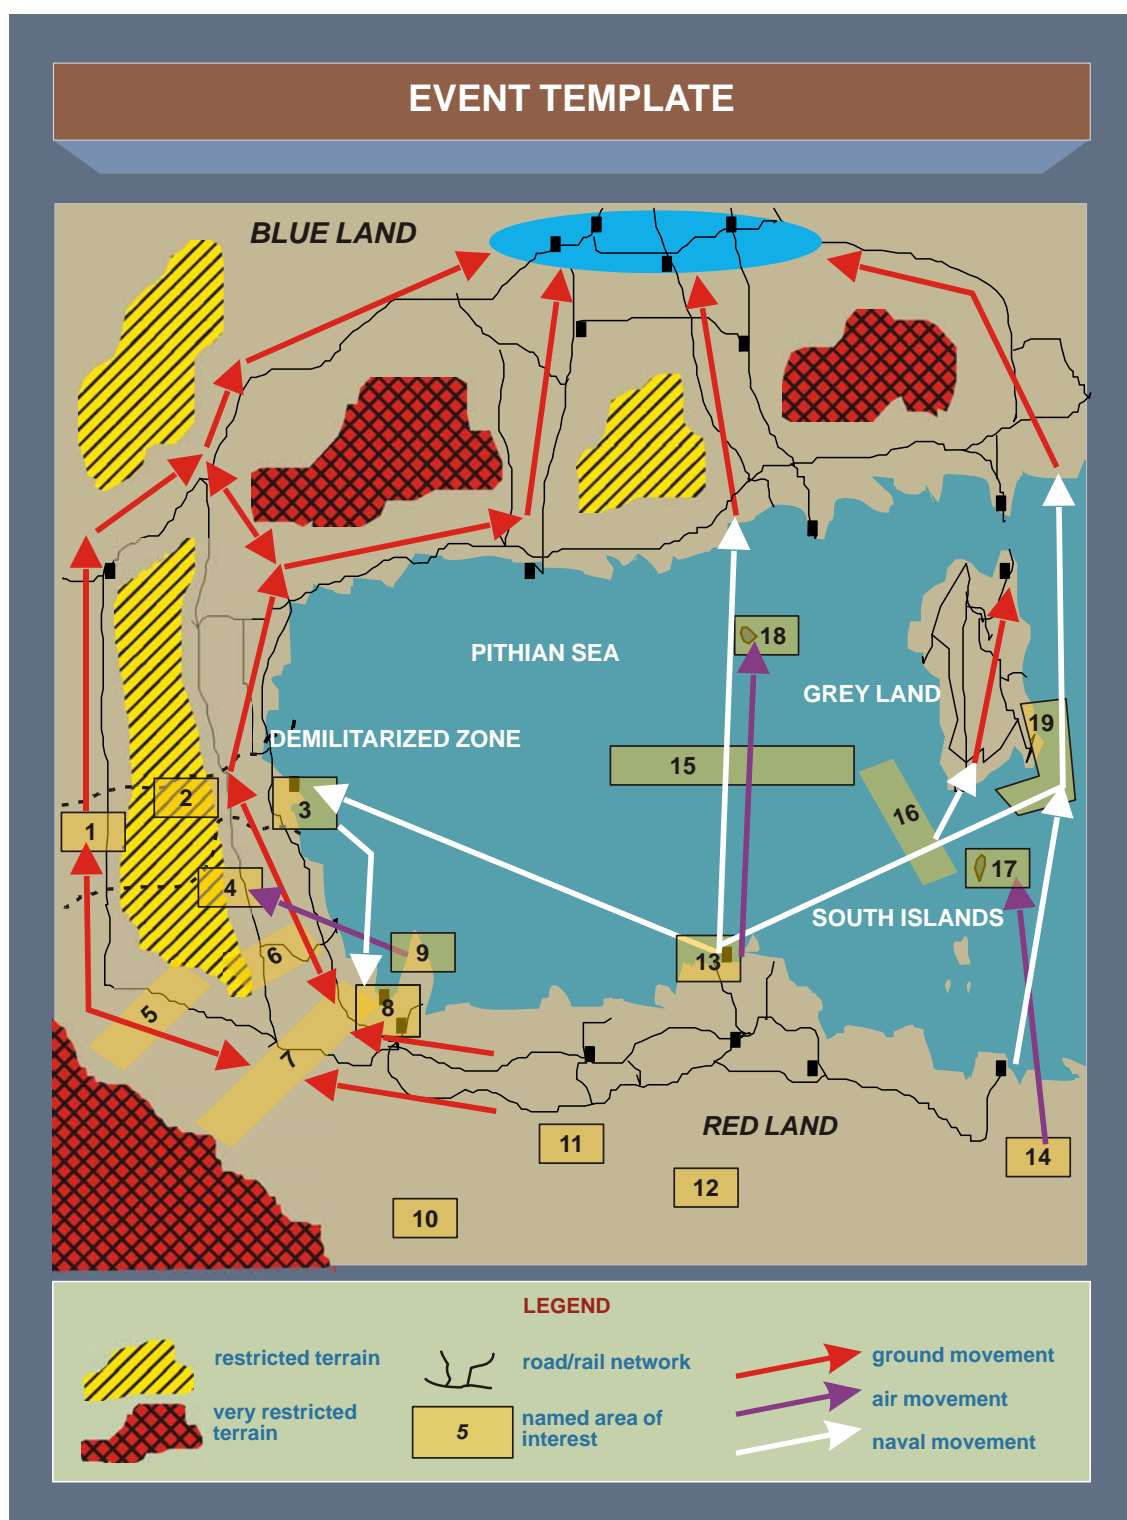 EVENT TEMPLATE
BLUE LAND
PITHIAN SEA
18
GREY LAND
19
DEMILITARIZED ZONE
15
2
3
16
1
17
4
SOUTH ISLANDS
6
9
13
8
5
7
RED LAND
11
14
12
10
LEGEND
restricted terrain
road/rail network
ground movement
very restricted
terrain
5
named area of
interest
air movement
naval movement